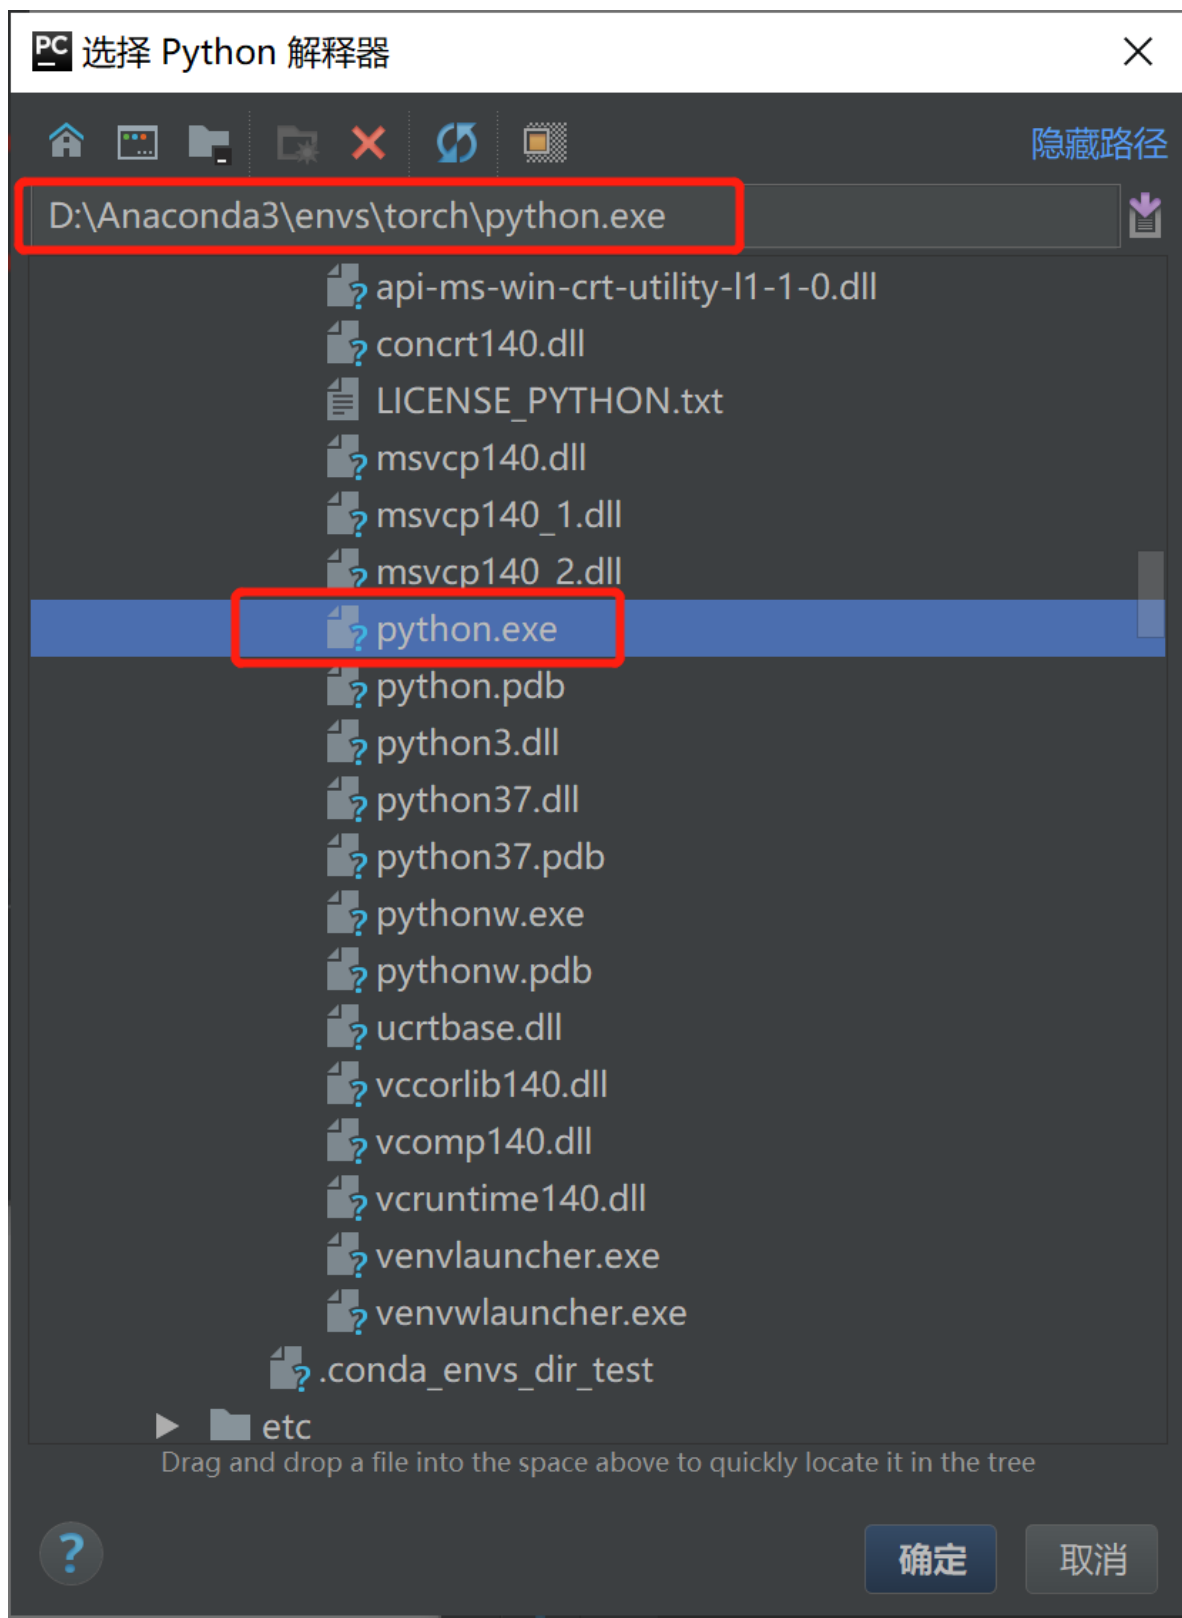 PC 选择 Python 解释器
隐藏路径
D:\Anaconda3\envs\torch\python.exe
api-ms-win-crt-utility-l1-1-0.dll
concrt140.dll
LICENSE_PYTHON.txt
msvcp140.dll
msvcp140_1.dll
msvcp140_2.dll
python.exe
python.pdb
python3.dll
python37.dll
python37.pdb
pythonw.exe
pythonw.pdb
ucrtbase.dll
vccorlib140.dll
vcomp140.dll
vcruntime140.dll
venvlauncher.exe
venvwlauncher.exe
.conda_envs_dir_test
etc
Drag and drop a file into the space above to quickly locate it in the tree
? 确定 取消